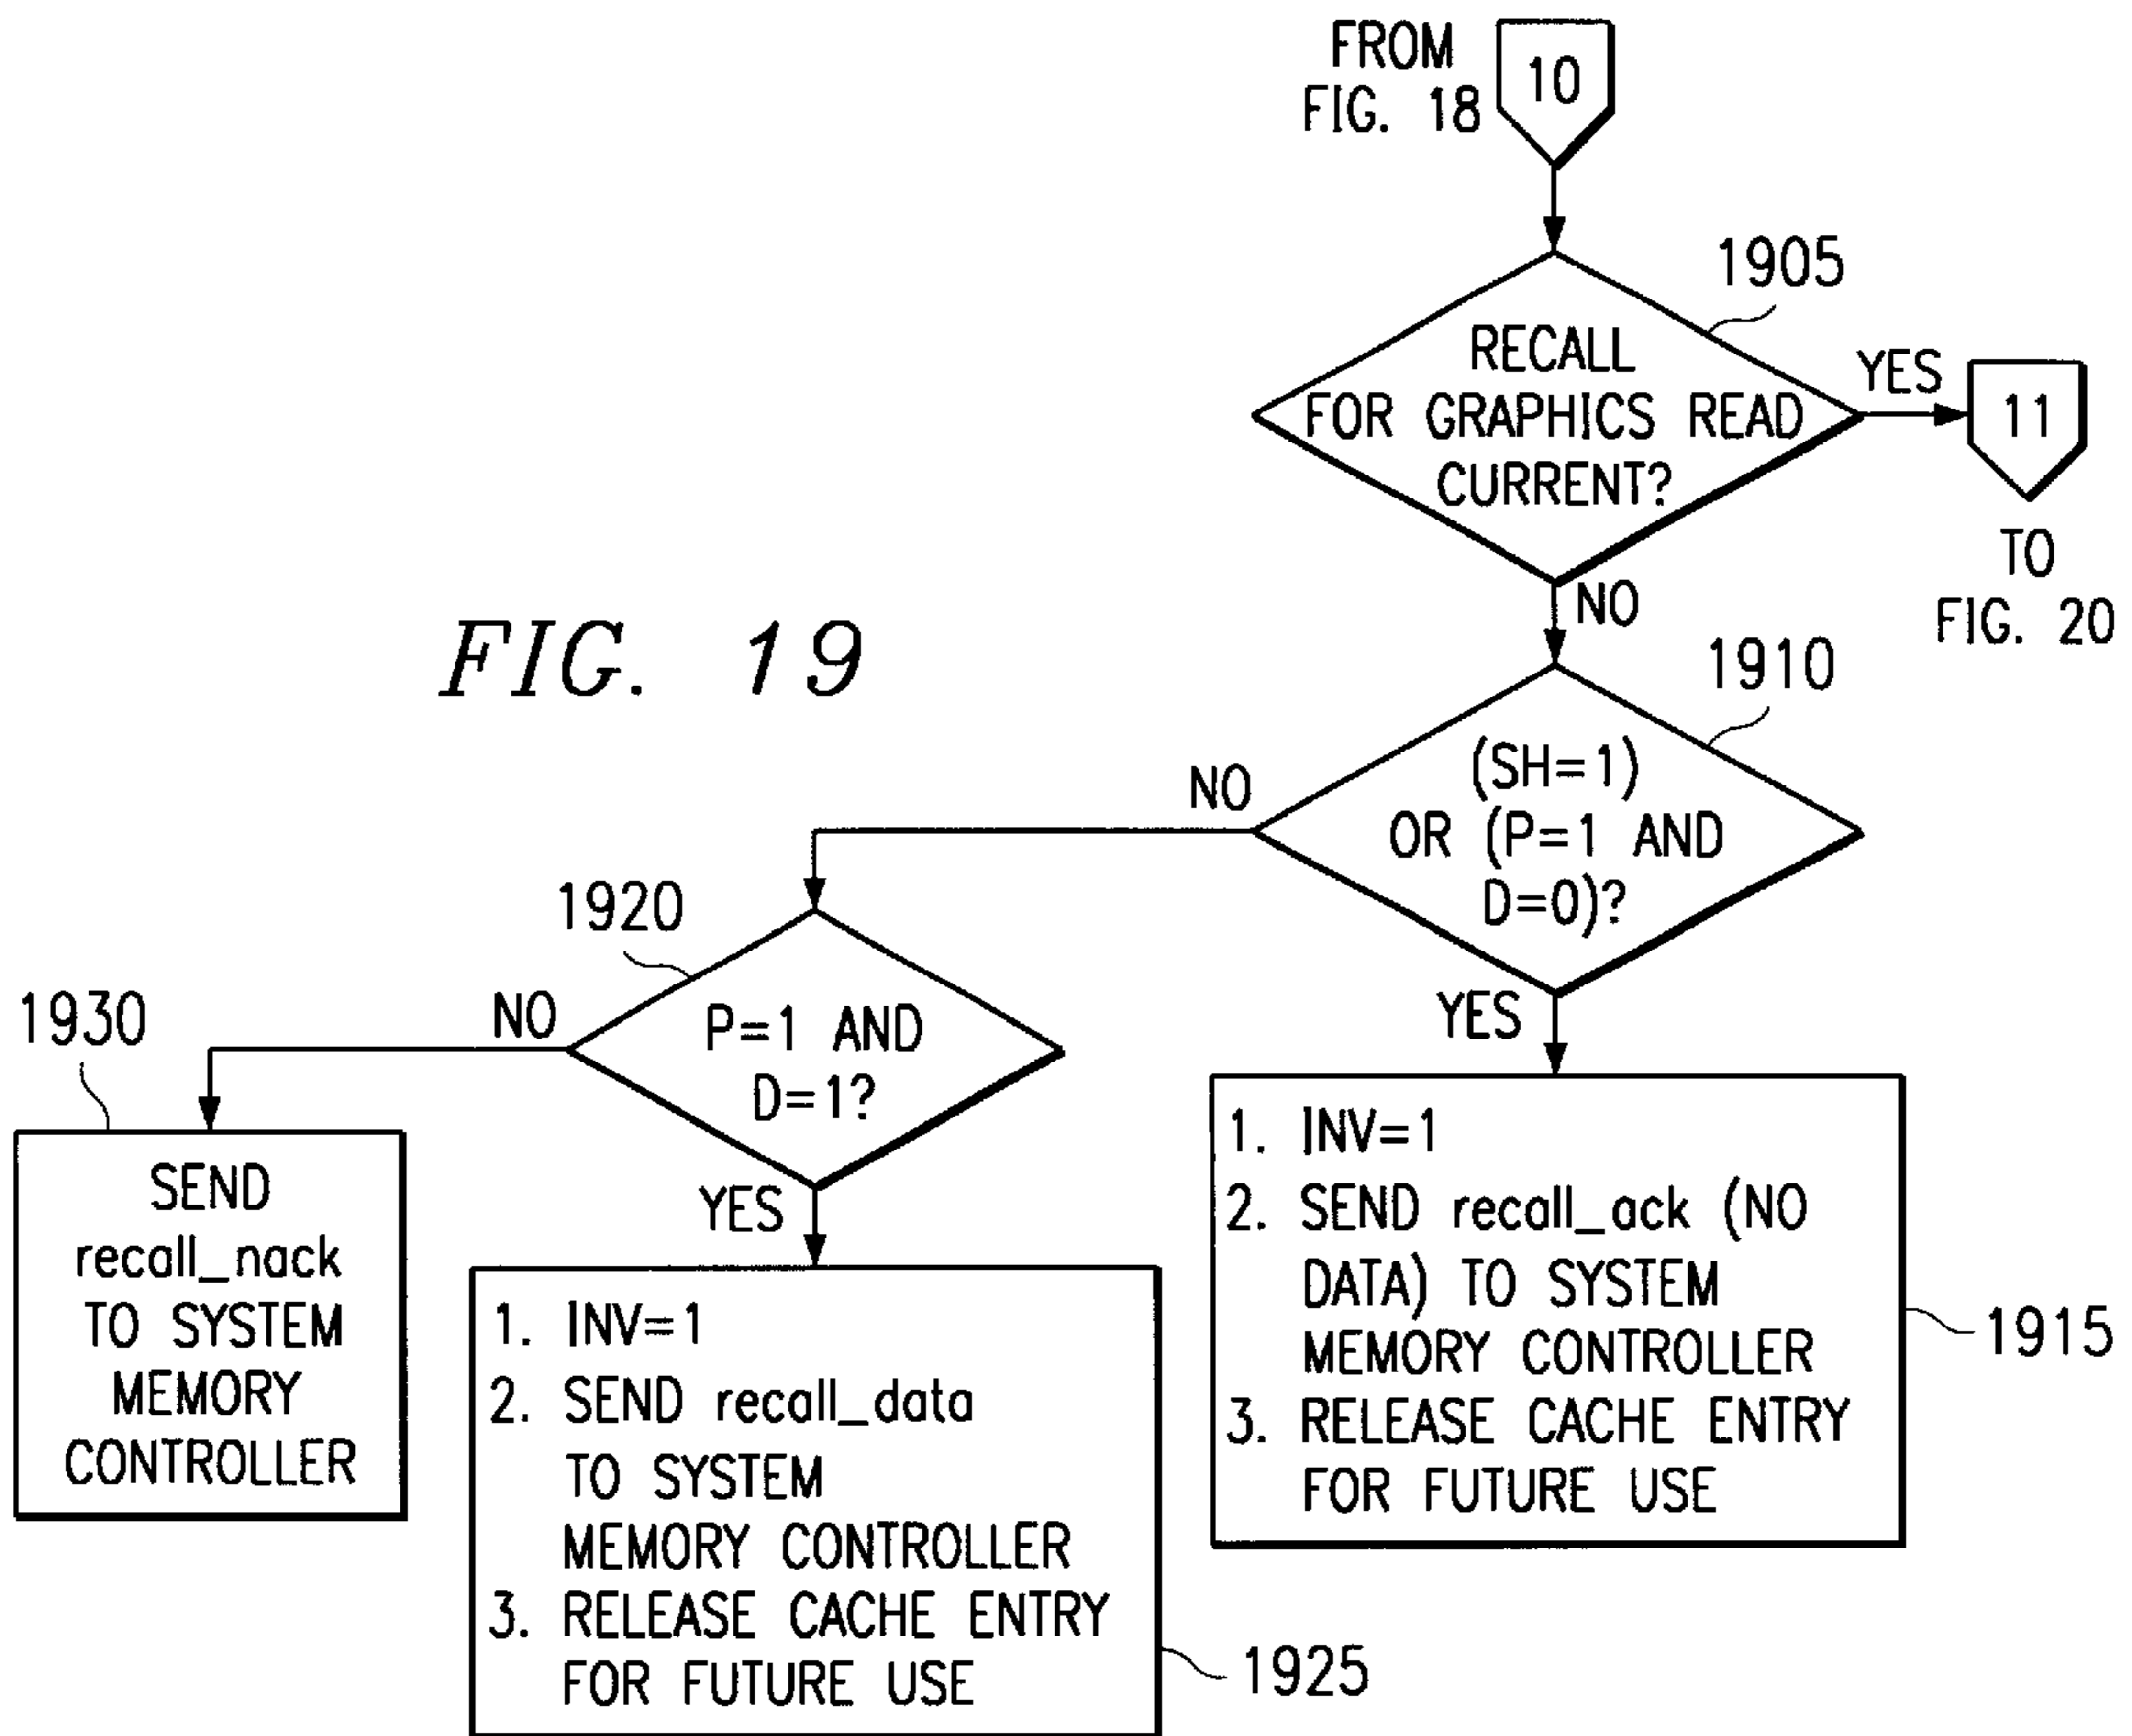 FROM
FIG. 18
10
1905
RECALL
FOR GRAPHICS READ
CURRENT?
YES
11
TO
FIG. 20
NO
FIG. 19
1910
(SH=1)
OR (P=1 AND
D=0)?
NO
YES
1920
P=1 AND
D=1?
NO
YES
1930
SEND
recall_nack
TO SYSTEM
MEMORY
CONTROLLER
1. INV=1
2. SEND recall_data
TO SYSTEM
MEMORY CONTROLLER
3. RELEASE CACHE ENTRY
FOR FUTURE USE
1925
1. INV=1
2. SEND recall_ack (NO
DATA) TO SYSTEM
MEMORY CONTROLLER
3. RELEASE CACHE ENTRY
FOR FUTURE USE
1915